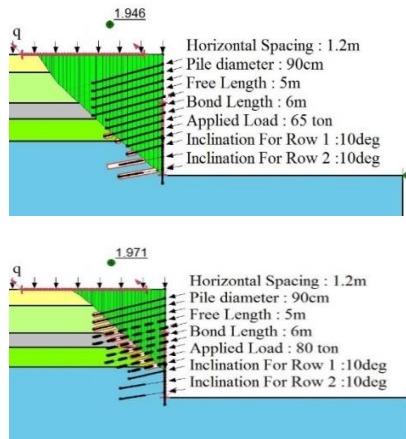 1.946
q
Horizontal Spacing : 1.2m
Pile diameter : 90cm
Free Length : 5m
Bond Length : 6m
Applied Load : 65 ton
Inclination For Row 1 :10deg
Inclination For Row 2 :10deg
1.971
q
Horizontal Spacing : 1.2m
Pile diameter : 90cm
Free Length : 5m
Bond Length : 6m
Applied Load : 80 ton
Inclination For Row 1 :10deg
Inclination For Row 2 :10deg